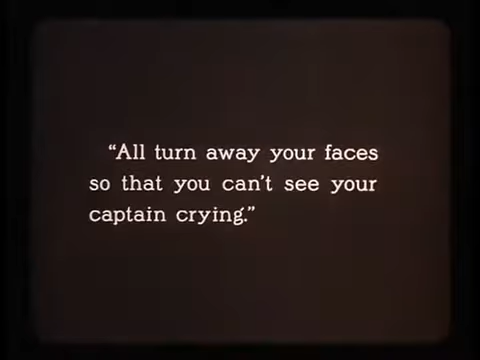 “All turn away your faces
so that you can’t see your
captain crying.”